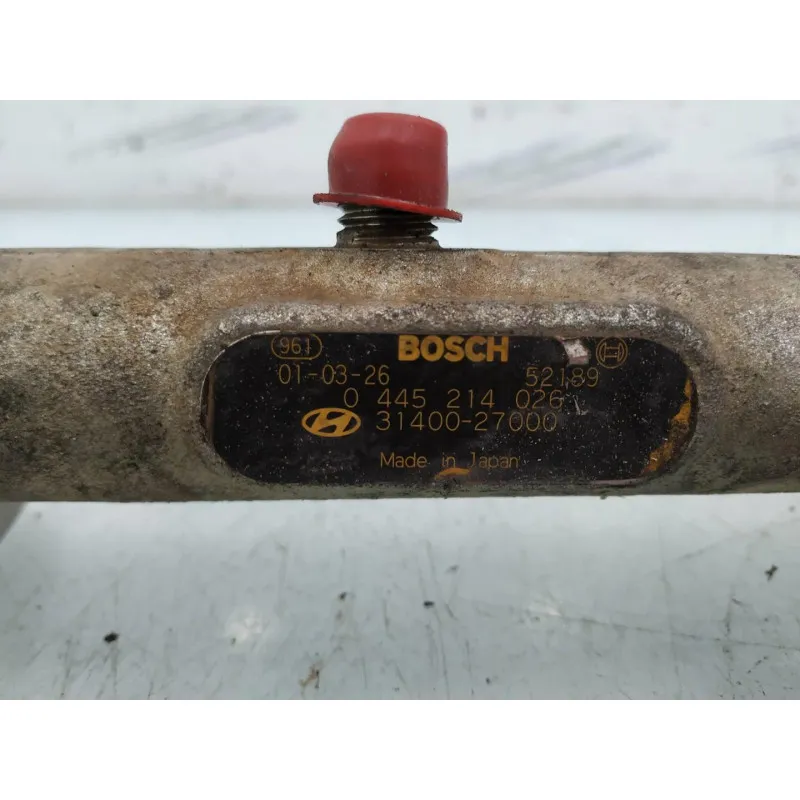 961 BOSCH
01-03-26 52189
0 445 214 026
31400-27000
Made in Japan